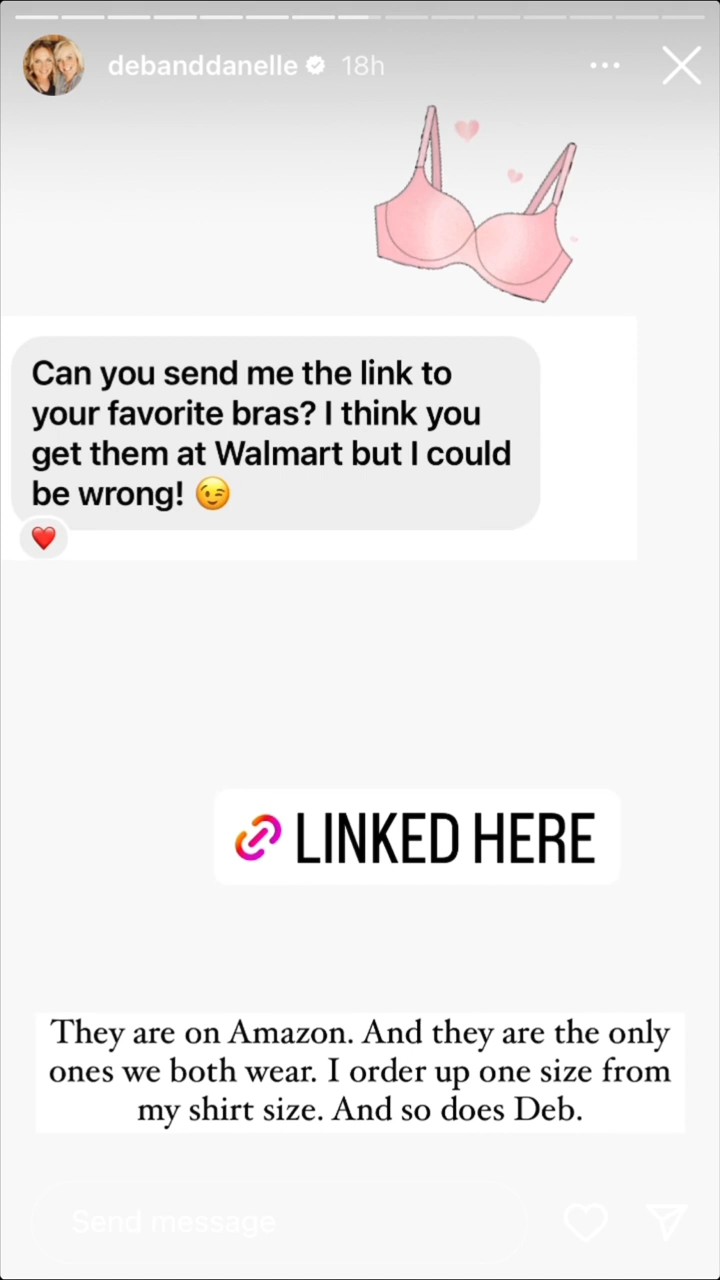 debanddanelle 18h
Can you send me the link to
your favorite bras? I think you
get them at Walmart but I could
be wrong! 😉
LINKED HERE
They are on Amazon. And they are the only
ones we both wear. I order up one size from
my shirt size. And so does Deb.
Send message